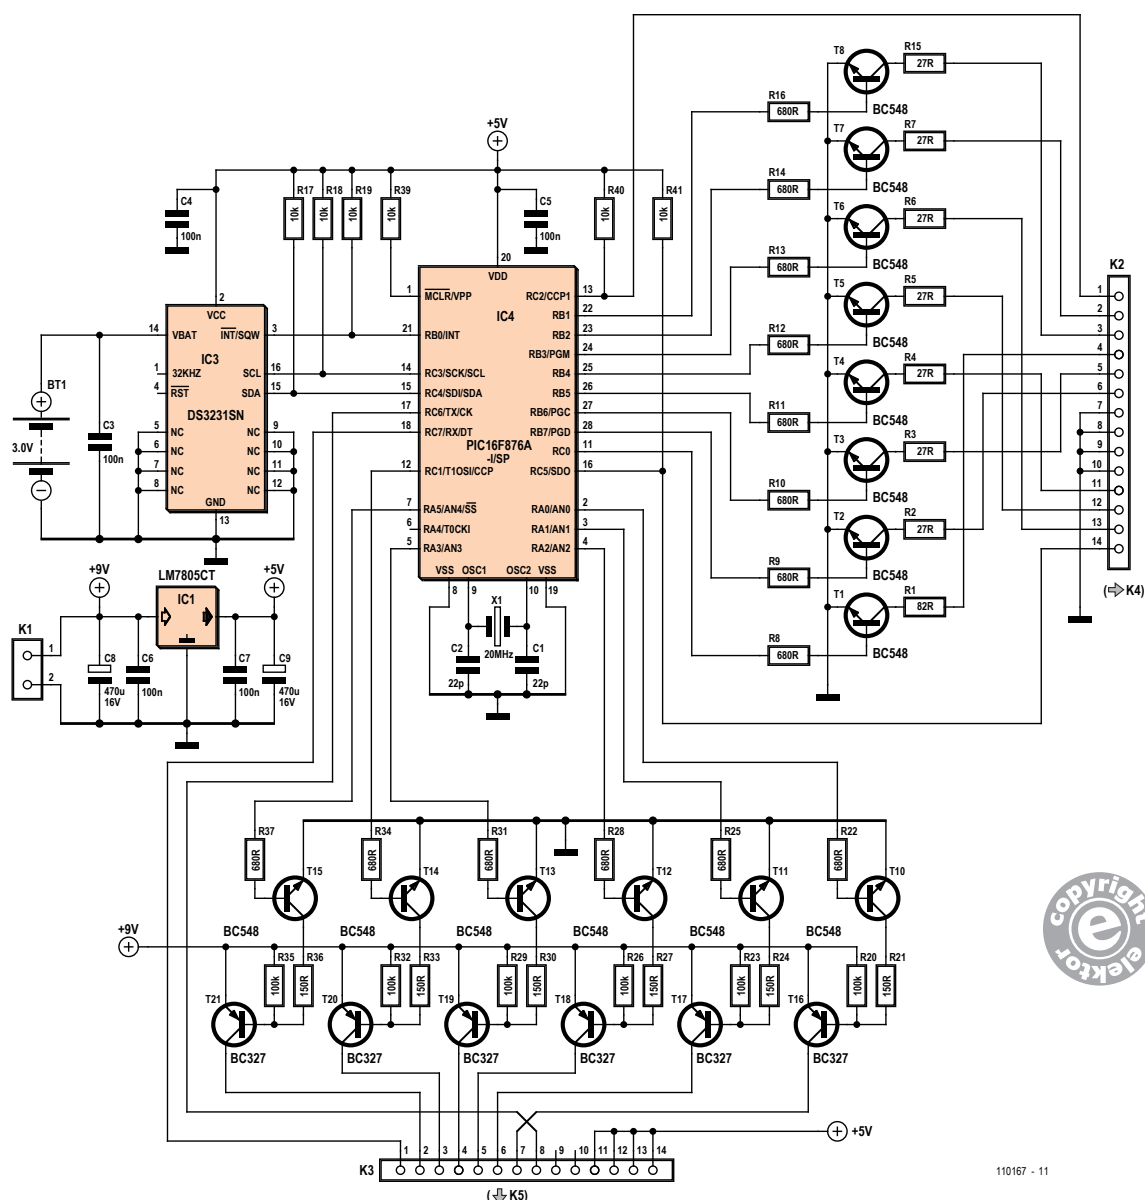 +5V
C4
100n
R17
10k
R18
10k
R19
10k
R39
10k
C5
100n
R40
10k
R41
10k
T8
R15
27R
BC548
R16
680R
T7
R7
27R
BC548
R14
680R
T6
R6
27R
BC548
R13
680R
T5
R5
27R
BC548
R12
680R
T4
R4
27R
BC548
R11
680R
T3
R3
27R
BC548
R10
680R
T2
R2
27R
BC548
R9
680R
T1
R1
82R
BC548
R8
680R
K2
1
2
3
4
5
6
7
8
9
10
11
12
13
14
(⇨K4)
20
VDD
1 MCLR/VPP RC2/CCP1 13
IC4
RB1 22
21 RB0/INT RB2 23
RB3/PGM 24
14 RC3/SCK/SCL RB4 25
15 RC4/SDI/SDA RB5 26
17 RC6/TX/CK RB6/PGC 27
18 RC7/RX/DT RB7/PGD 28
PIC16F876A
-I/SP
RC0 11
12 RC1/T1OSI/CCP RC5/SDO 16
7 RA5/AN4/SS RA0/AN0 2
6 RA4/T0CKI RA1/AN1 3
5 RA3/AN3 RA2/AN2 4
VSS OSC1 OSC2 VSS
8 9 10 19
X1
20MHz
C2
22p
C1
22p
2
VCC
14 VBAT INT/SQW 3
IC3
1 32KHZ SCL 16
4 RST SDA 15
DS3231SN
5 NC NC 9
6 NC NC 10
7 NC NC 11
8 NC NC 12
GND
13
BT1
3.0V
C3
100n
+9V
LM7805CT
IC1
+5V
K1
1
2
C8
470u
16V
C6
100n
C7
100n
C9
470u
16V
R37
680R
T15
R34
680R
T14
R31
680R
T13
R28
680R
T12
R25
680R
T11
R22
680R
T10
+9V
BC548 BC548 BC548 BC548 BC548 BC548
R35
100k
R36
150R
R32
100k
R33
150R
R29
100k
R30
150R
R26
100k
R27
150R
R23
100k
R24
150R
R20
100k
R21
150R
T21 T20 T19 T18 T17 T16
BC327 BC327 BC327 BC327 BC327 BC327
+5V
K3
1 2 3 4 5 6 7 8 9 10 11 12 13 14
(⇩K5)
copyright
e
elektor
110167 - 11